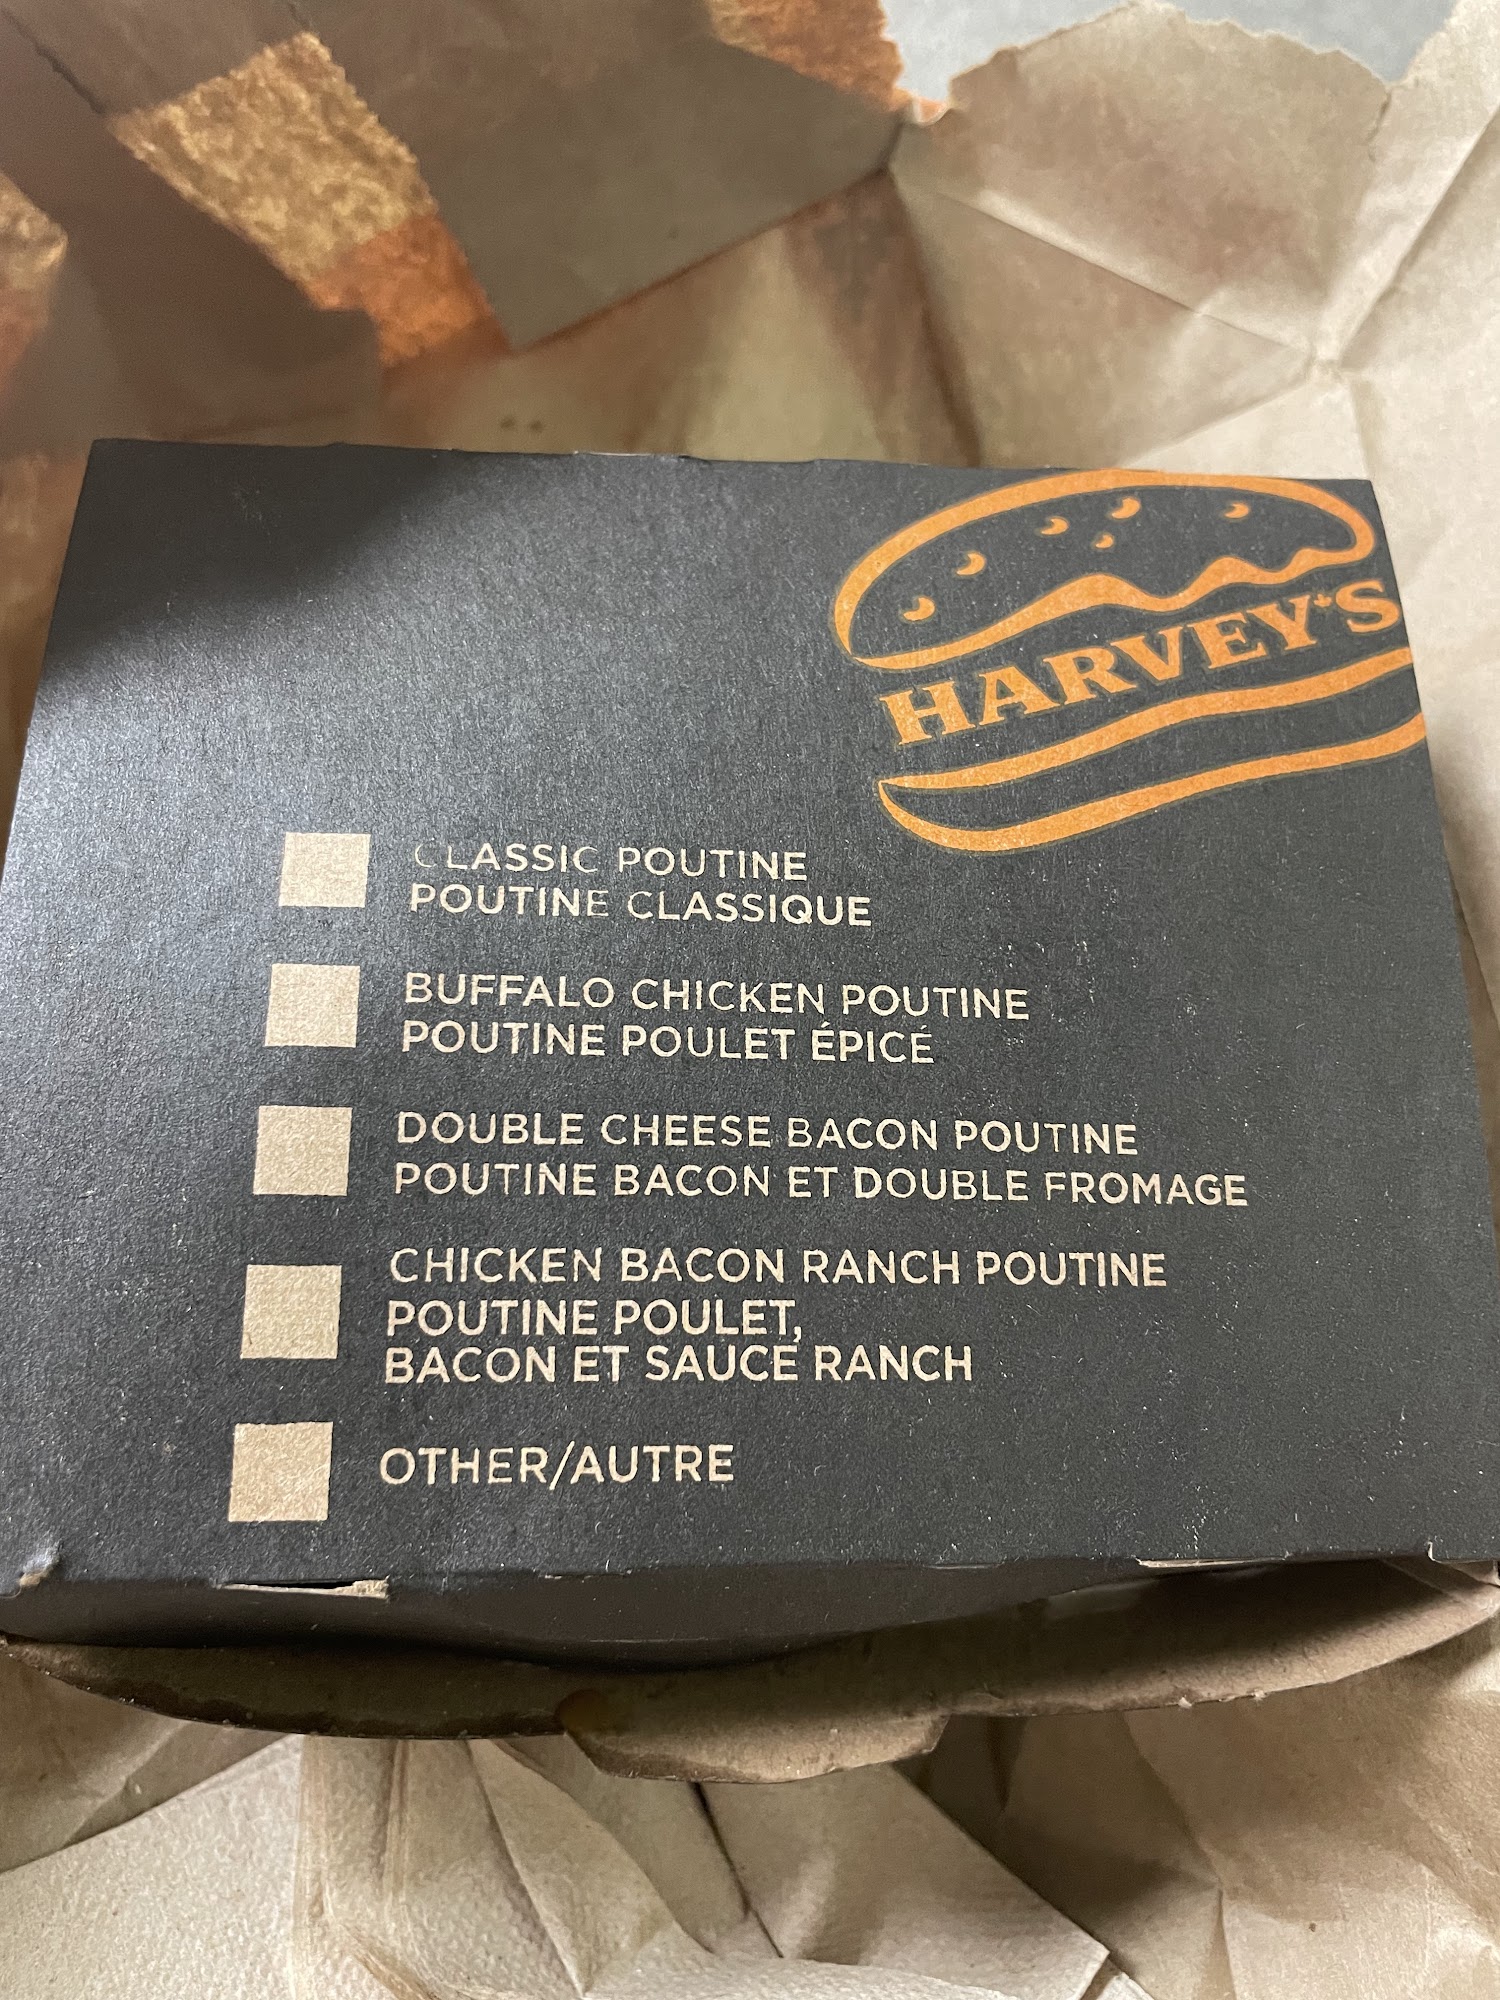 HARVEY'S
CLASSIC POUTINE
POUTINE CLASSIQUE
BUFFALO CHICKEN POUTINE
POUTINE POULET ÉPICÉ
DOUBLE CHEESE BACON POUTINE
POUTINE BACON ET DOUBLE FROMAGE
CHICKEN BACON RANCH POUTINE
POUTINE POULET,
BACON ET SAUCE RANCH
OTHER/AUTRE